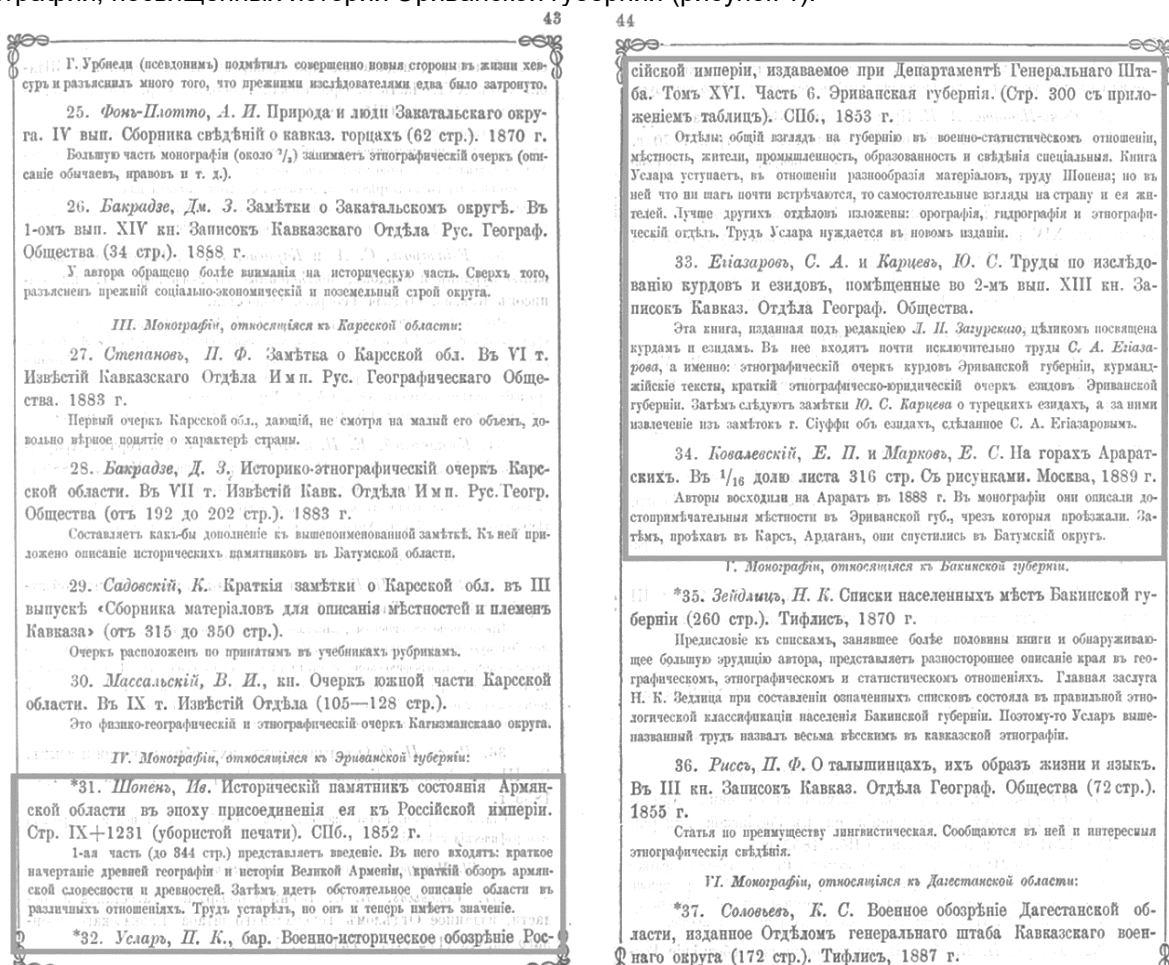 графии, посвященных истории Эриванской губернии (рисунок 1).
43
Г. Урбнели (псевдонимъ) подмѣтилъ совершенно новыя стороны въ жизни хев-
суръ и разъяснилъ много того, что прежними изслѣдователями едва было затронуто.
25. Фонъ-Плотто, А. И. Природа и люди Закатальскаго окру-
га. IV вып. Сборника свѣдѣній о кавказ. горцахъ (62 стр.). 1870 г.
Большую часть монографіи (около ²/₃) занимаетъ этнографическій очеркъ (опи-
саніе обычаевъ, нравовъ и т. д.).
26. Бакрадзе, Дм. З. Замѣтки о Закатальскомъ округѣ. Въ
1-омъ вып. XIV кн. Записокъ Кавказскаго Отдѣла Рус. Географ.
Общества (34 стр.). 1888 г.
У автора обращено болѣе вниманія на историческую часть. Сверхъ того,
разъясненъ прежній соціально-экономическій и поземельный строй округа.
III. Монографіи, относящіяся къ Карсской области:
27. Степановъ, П. Ф. Замѣтка о Карсской обл. Въ VI т.
Извѣстій Кавказскаго Отдѣла Имп. Рус. Географическаго Обще-
ства. 1883 г.
Первый очеркъ Карсской обл., дающій, не смотря на малый его объемъ, до-
вольно вѣрное понятіе о характерѣ страны.
28. Бакрадзе, Д. З. Историко-этнографическій очеркъ Карс-
ской области. Въ VII т. Извѣстій Кавк. Отдѣла Имп. Рус. Геогр.
Общества (отъ 192 до 202 стр.). 1883 г.
Составляетъ какъ-бы дополненіе къ вышепоименованной замѣткѣ. Къ ней при-
ложено описаніе историческихъ памятниковъ въ Батумской области.
29. Садовскій, К. Краткія замѣтки о Карсской обл. въ III
выпускѣ «Сборника матеріаловъ для описанія мѣстностей и племенъ
Кавказа» (отъ 315 до 350 стр.).
Очеркъ расположенъ по принятымъ въ учебникахъ рубрикамъ.
30. Массальскій, В. И., кн. Очеркъ южной части Карсской
области. Въ IX т. Извѣстій Отдѣла (105—128 стр.).
Это физико-географическій и этнографическій очеркъ Кагызманскаао округа.
IV. Монографіи, относящіяся къ Эриванской губерніи:
*31. Шопенъ, Ив. Историческій памятникъ состоянія Армян-
ской области въ эпоху присоединенія ея къ Россійской имперіи.
Стр. IX+1231 (убористой печати). СПб., 1852 г.
1-ая часть (до 344 стр.) представляетъ введеніе. Въ него входятъ: краткое
начертаніе древней географіи и исторіи Великой Арменіи, краткій обзоръ армян-
ской словесности и древностей. Затѣмъ идетъ обстоятельное описаніе области въ
различныхъ отношеніяхъ. Трудъ устарѣлъ, но онъ и теперь имѣетъ значеніе.
*32. Усларъ, П. К., бар. Военно-историческое обозрѣніе Рос-
44
сійской имперіи, издаваемое при Департаментѣ Генеральнаго Шта-
ба. Томъ XVI. Часть 6. Эриванская губернія. (Стр. 300 съ прило-
женіемъ таблицъ). СПб., 1853 г.
Отдѣлы: общій взглядъ на губернію въ военно-статистическомъ отношеніи,
мѣстность, жители, промышленность, образованность и свѣдѣнія спеціальныя. Книга
Услара уступаетъ, въ отношеніи разнообразія матеріаловъ, труду Шопена; но въ
ней что ни шагъ почти встрѣчаются, то самостоятельные взгляды на страну и ея жи-
телей. Лучше другихъ отдѣловъ изложены: орографія, гидрографія и этнографи-
ческій отдѣлъ. Трудъ Услара нуждается въ новомъ изданіи.
33. Егіазаровъ, С. А. и Карцевъ, Ю. С. Труды по изслѣдо-
ванію курдовъ и езидовъ, помѣщенные во 2-мъ вып. XIII кн. За-
писокъ Кавказ. Отдѣла Географ. Общества.
Эта книга, изданная подъ редакціею Л. П. Загурскаго, цѣликомъ посвящена
курдамъ и езидамъ. Въ нее входятъ почти исключительно труды С. А. Егіаза-
рова, а именно: этнографическій очеркъ курдовъ Эриванской губерніи, курманд-
жійскіе тексты, краткій этнографическо-юридическій очеркъ езидовъ Эриванской
губерніи. Затѣмъ слѣдуютъ замѣтки Ю. С. Карцева о турецкихъ езидахъ, а за ними
извлеченіе изъ замѣтокъ г. Сіуффи объ езидахъ, сдѣланное С. А. Егіазаровымъ.
34. Ковалевскій, Е. П. и Марковъ, Е. С. На горахъ Арарат-
скихъ. Въ ¹/₁₆ долю листа 316 стр. Съ рисунками. Москва, 1889 г.
Авторы восходили на Араратъ въ 1888 г. Въ монографіи они описали до-
стопримѣчательныя мѣстности въ Эриванской губ., чрезъ которыя проѣзжали. За-
тѣмъ, проѣхавъ въ Карсъ, Ардаганъ, они спустились въ Батумскій округъ.
V. Монографіи, относящіяся къ Бакинской губерніи.
*35. Зейдлицъ, Н. К. Списки населенныхъ мѣстъ Бакинской гу-
берніи (260 стр.). Тифлисъ, 1870 г.
Предисловіе къ спискамъ, занявшее болѣе половины книги и обнаруживаю-
щее большую эрудицію автора, представляетъ разностороннее описаніе края въ гео-
графическомъ, этнографическомъ и статистическомъ отношеніяхъ. Главная заслуга
Н. К. Зедлица при составленіи означенныхъ списковъ состояла въ правильной этно-
логической классификаціи населенія Бакинской губерніи. Поэтому-то Усларъ выше-
названный трудъ назвалъ весьма вѣсскимъ въ кавказской этнографіи.
36. Риссъ, П. Ф. О талышинцахъ, ихъ образъ жизни и языкъ.
Въ III кн. Записокъ Кавказ. Отдѣла Географ. Общества (72 стр.).
1855 г.
Статья по преимуществу лингвистическая. Сообщаются въ ней и интересныя
этнографическія свѣдѣнія.
VI. Монографіи, относящіяся къ Дагестанской области:
*37. Соловьевъ, К. С. Военное обозрѣніе Дагестанской об-
ласти, изданное Отдѣломъ генеральнаго штаба Кавказскаго воен-
наго округа (172 стр.). Тифлисъ, 1887 г.